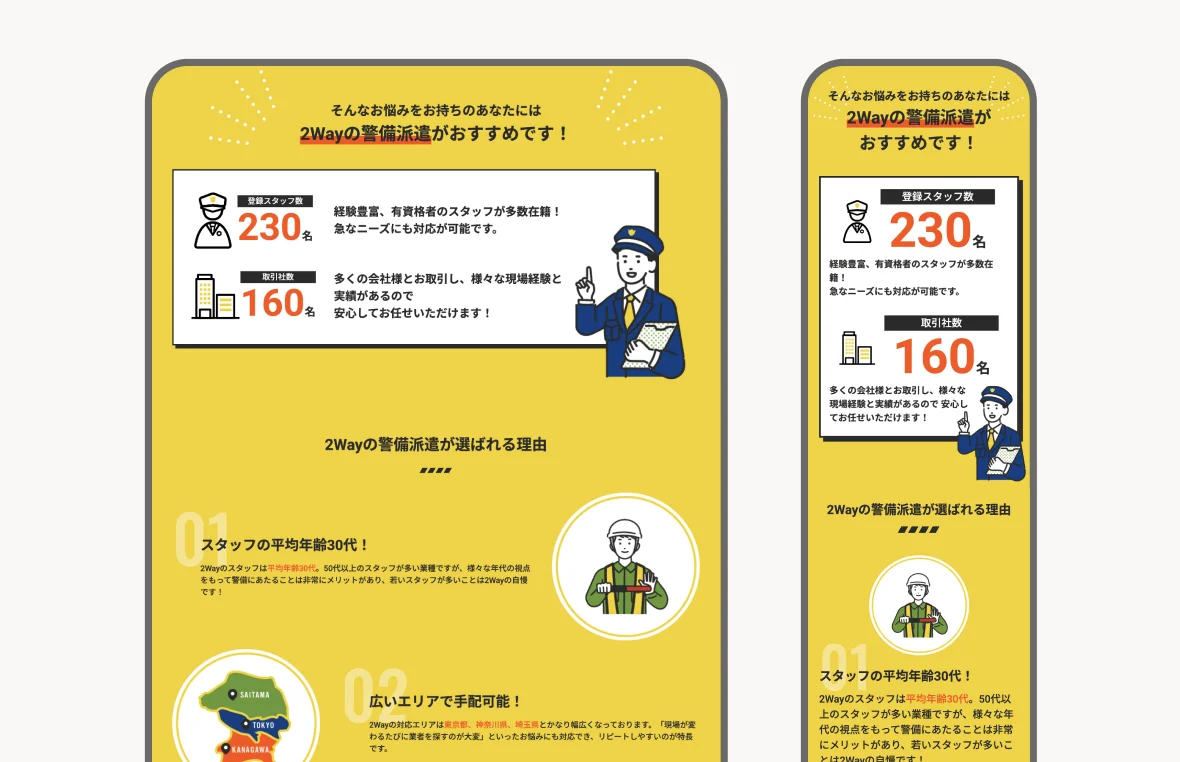 そんなお悩みをお持ちのあなたには
2Wayの警備派遣がおすすめです！
登録スタッフ数
230名
経験豊富、有資格者のスタッフが多数在籍！
急なニーズにも対応が可能です。
取引社数
160名
多くの会社様とお取引し、様々な現場経験と
実績があるので
安心してお任せいただけます！
2Wayの警備派遣が選ばれる理由
01
スタッフの平均年齢30代！
2Wayのスタッフは平均年齢30代。50代以上のスタッフが多い業種ですが、様々な年代の視点
をもって警備にあたることは非常にメリットがあり、若いスタッフが多いことは2Wayの自慢
です！
SAITAMA
TOKYO
KANAGAWA
02
広いエリアで手配可能！
2Wayの対応エリアは東京都、神奈川県、埼玉県とかなり幅広くなっております。「現場が変
わるたびに業者を探すのが大変」といったお悩みにも対応でき、リピートしやすいのが特長
です。
そんなお悩みをお持ちのあなたには
2Wayの警備派遣が
おすすめです！
登録スタッフ数
230名
経験豊富、有資格者のスタッフが多数在
籍！
急なニーズにも対応が可能です。
取引社数
160名
多くの会社様とお取引し、様々な
現場経験と実績があるので 安心し
てお任せいただけます！
2Wayの警備派遣が選ばれる理由
01
スタッフの平均年齢30代！
2Wayのスタッフは平均年齢30代。50代以
上のスタッフが多い業種ですが、様々な年
代の視点をもって警備にあたることは非常
にメリットがあり、若いスタッフが多いこ
とは2Wayの自慢です！